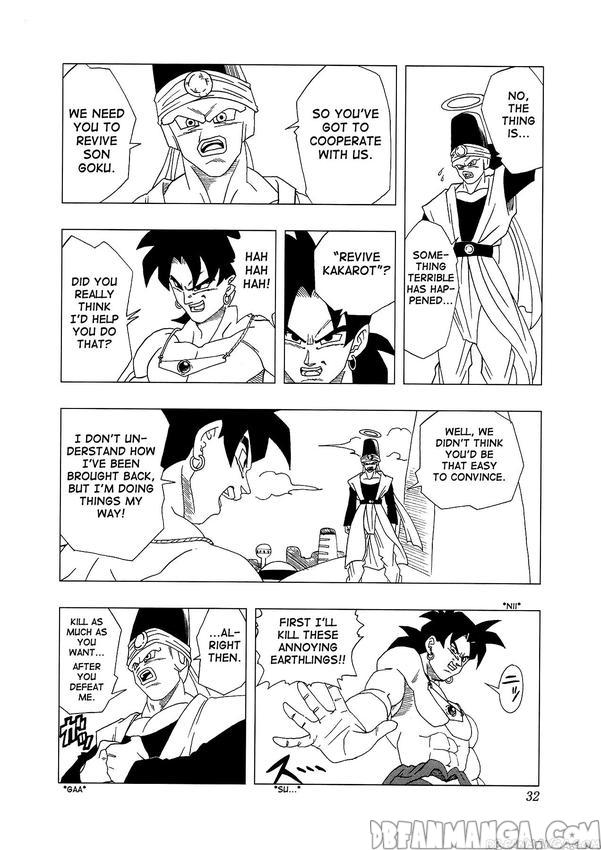 NO,
THE
THING
IS...
SOME-
THING
TERRIBLE
HAS HAP-
PENED...
SO YOU'VE
GOT TO
COOPERATE
WITH US.
WE NEED
YOU TO
REVIVE
SON
GOKU.
"REVIVE
KAKAROT"?
HAH
HAH
HAH!
DID YOU
REALLY
THINK
I'D HELP
YOU DO
THAT?
WELL, WE
DIDN'T THINK
YOU'D BE
THAT EASY
TO
CONVINCE.
I DON'T UN-
DERSTAND HOW
I'VE BEEN
BROUGHT BACK,
BUT I'M DOING
THINGS MY
WAY!
*NII*
FIRST I'LL
KILL THESE
ANNOYING
EARTHLINGS!!
*SU...*
...AL-
RIGHT
THEN.
KILL AS
MUCH AS
YOU
WANT...
AFTER
YOU
DEFEAT
ME.
*GAA*
32
DBFANMANGA.COM